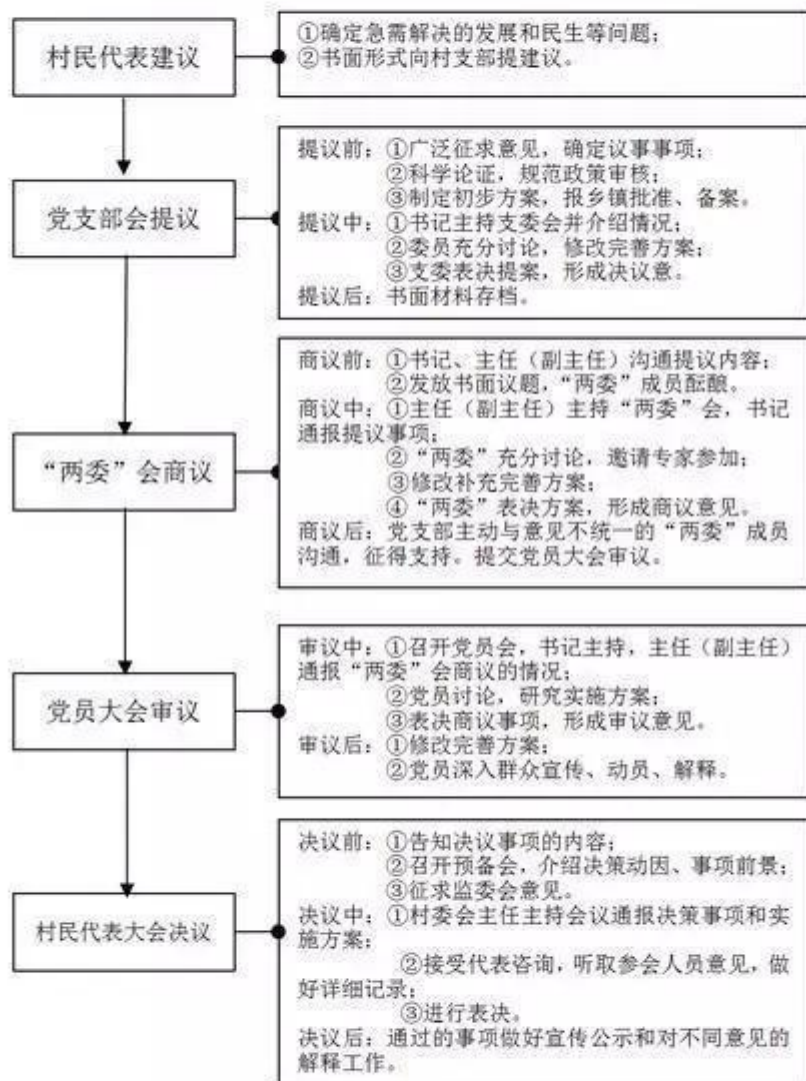 村民代表建议
①确定急需解决的发展和民生等问题；
②书面形式向村支部提建议。
党支部会提议
提议前：①广泛征求意见，确定议事事项；
②科学论证，规范政策审核；
③制定初步方案，报乡镇批准、备案。
提议中：①书记主持支委会并介绍情况；
②委员充分讨论，修改完善方案；
③支委表决提案，形成决议意。
提议后：书面材料存档。
“两委”会商议
商议前：①书记、主任（副主任）沟通提议内容；
②发放书面议题，“两委”成员酝酿。
商议中：①主任（副主任）主持“两委”会，书记
通报提议事项；
②“两委”充分讨论，邀请专家参加；
③修改补充完善方案；
④“两委”表决方案，形成商议意见。
商议后：党支部主动与意见不统一的“两委”成员
沟通，征得支持。提交党员大会审议。
党员大会审议
审议中：①召开党员会，书记主持，主任（副主任）
通报“两委”会商议的情况；
②党员讨论，研究实施方案；
③表决商议事项，形成审议意见。
审议后：①修改完善方案；
②党员深入群众宣传、动员、解释。
村民代表大会决议
决议前：①告知决议事项的内容；
②召开预备会，介绍决策动因、事项前景；
③征求监委会意见。
决议中：①村委会主任主持会议通报决策事项和实
施方案；
②接受代表咨询，听取参会人员意见，做
好详细记录；
③进行表决。
决议后：通过的事项做好宣传公示和对不同意见的
解释工作。